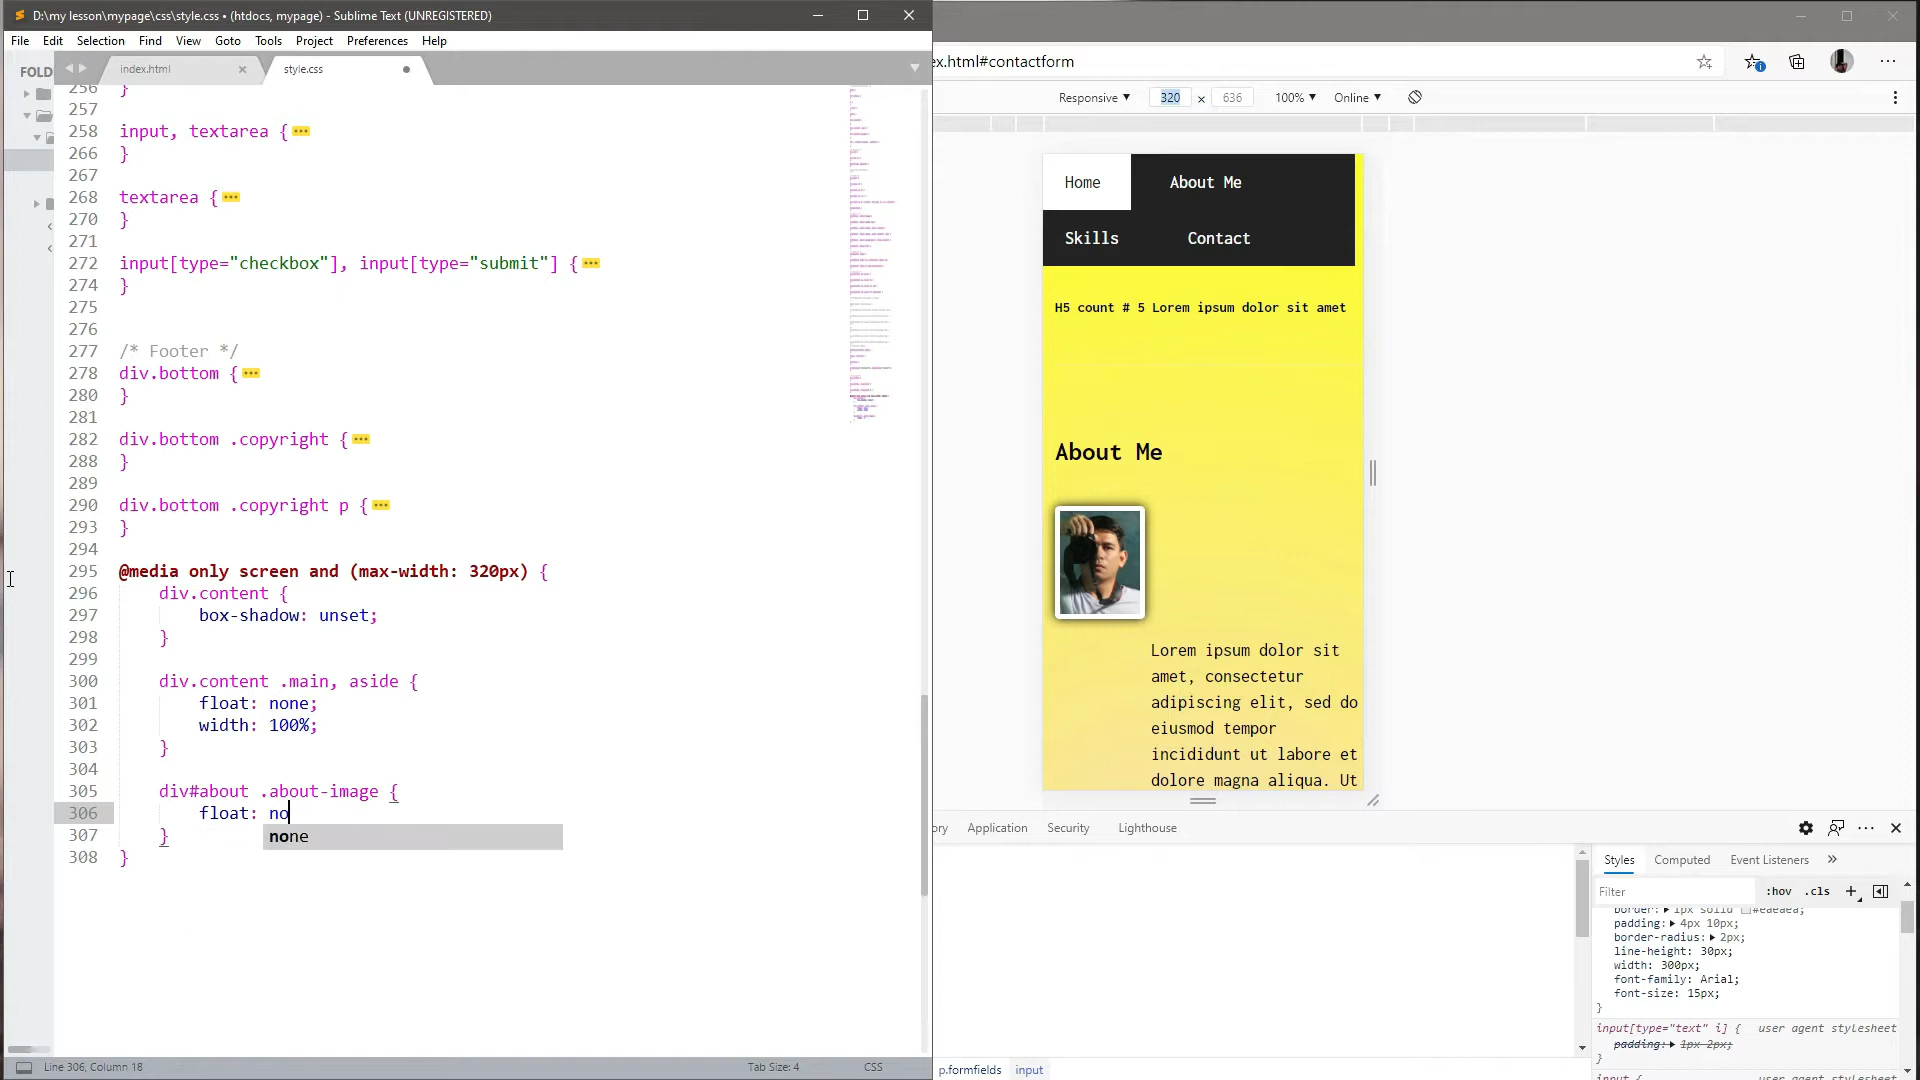 D:\my lesson\mypage\css\style.css • (htdocs, mypage) - Sublime Text (UNREGISTERED)
File Edit Selection Find View Goto Tools Project Preferences Help
FOLD
index.html
style.css
256 }
257
258 input, textarea {
266 }
267
268 textarea {
270 }
271
272 input[type="checkbox"], input[type="submit"] {
274 }
275
276
277 /* Footer */
278 div.bottom {
280 }
281
282 div.bottom .copyright {
288 }
289
290 div.bottom .copyright p {
293 }
294
295 @media only screen and (max-width: 320px) {
296 div.content {
297 box-shadow: unset;
298 }
299
300 div.content .main, aside {
301 float: none;
302 width: 100%;
303 }
304
305 div#about .about-image {
306 float: no
307 }
none
308 }
Line 306, Column 18
Tab Size: 4
CSS
ex.html#contactform
Responsive 320 x 636 100% Online
Home About Me
Skills Contact
H5 count # 5 Lorem ipsum dolor sit amet
About Me
Lorem ipsum dolor sit
amet, consectetur
adipiscing elit, sed do
eiusmod tempor
incididunt ut labore et
dolore magna aliqua. Ut
ory Application Security Lighthouse
Styles Computed Event Listeners
Filter :hov .cls
border: 1px solid #eaeaea;
padding: 4px 10px;
border-radius: 2px;
line-height: 30px;
width: 300px;
font-family: Arial;
font-size: 15px;
}
input[type="text" i] { user agent stylesheet
padding: 1px 2px;
}
input { user agent stylesheet
p.formfields input